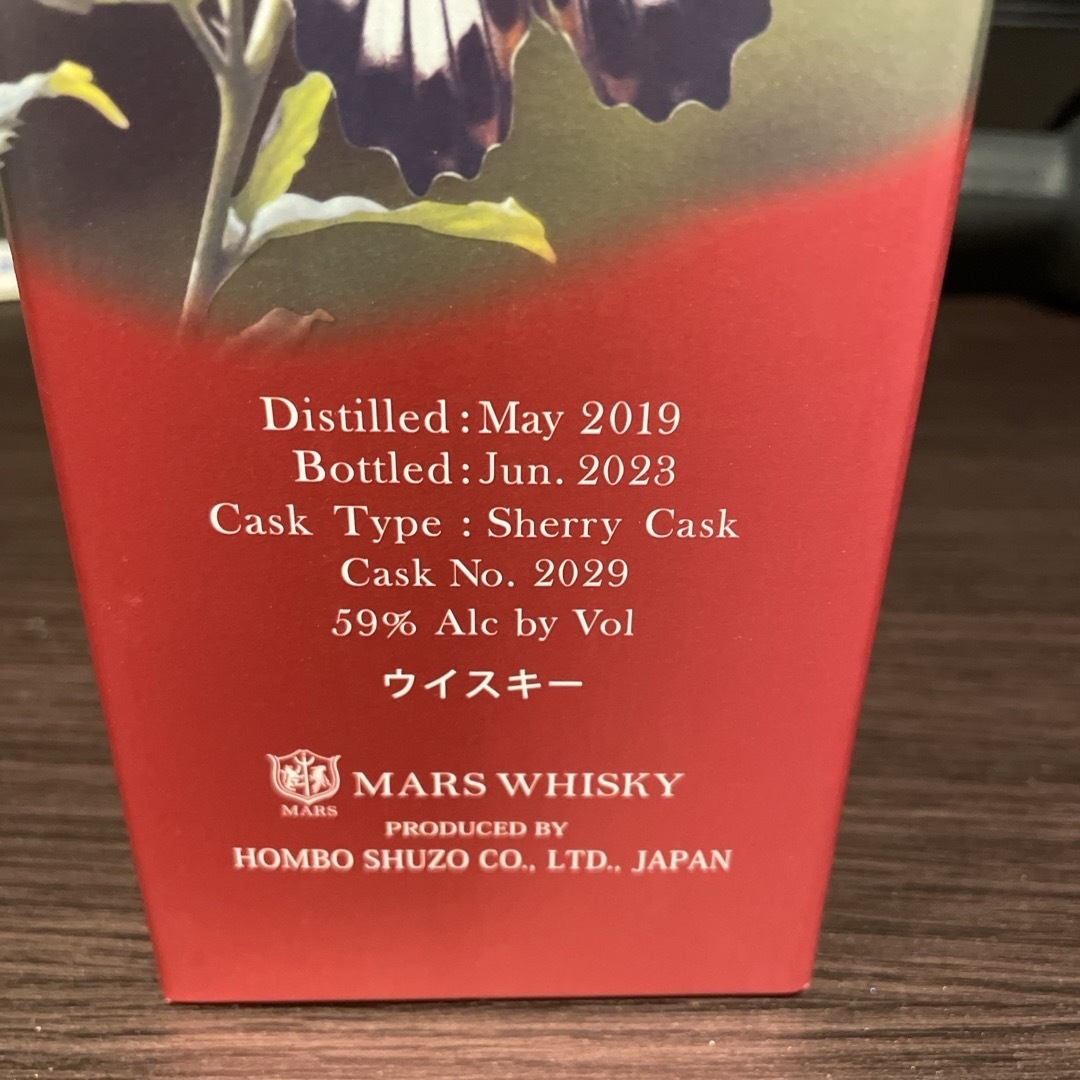 Distilled : May 2019
Bottled : Jun. 2023
Cask Type : Sherry Cask
Cask No. 2029
59% Alc by Vol
ウイスキー
MARS
MARS WHISKY
PRODUCED BY
HOMBO SHUZO CO., LTD., JAPAN